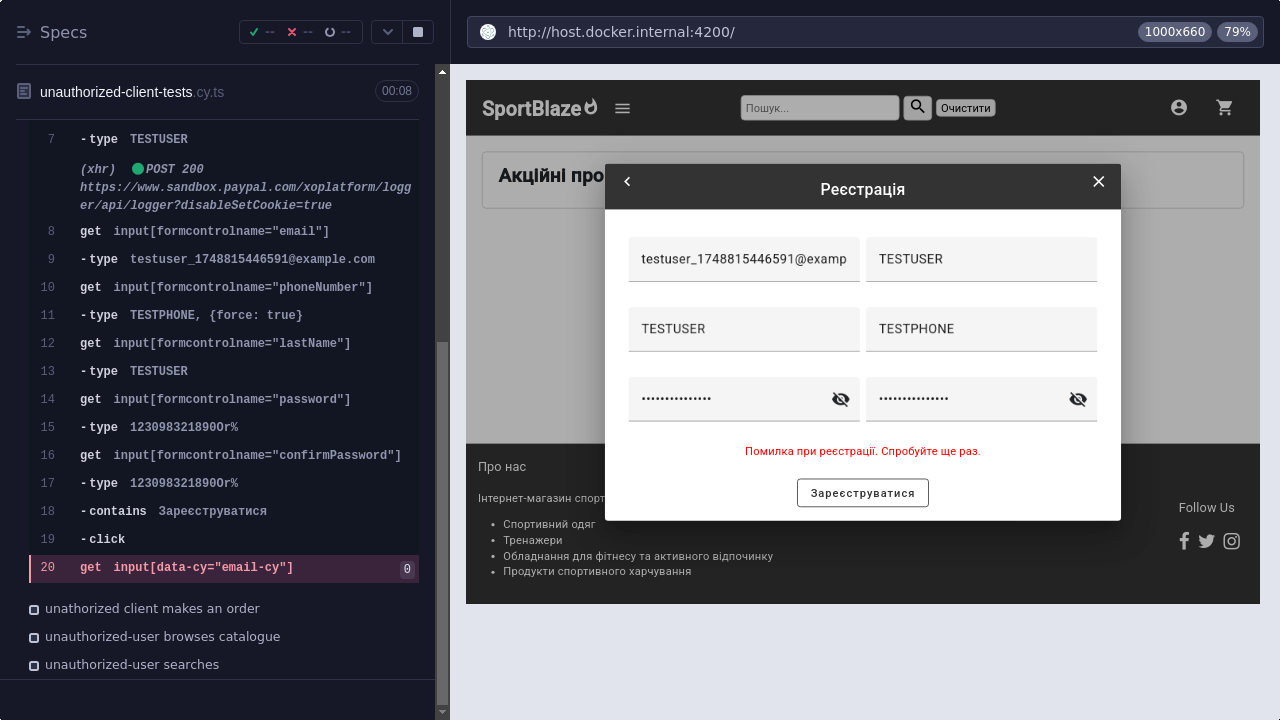 Specs
--
--
--
http://host.docker.internal:4200/
1000x660
79%
unauthorized-client-tests.cy.ts
00:08
7 -type TESTUSER
(xhr) POST 200
https://www.sandbox.paypal.com/xoplatform/logg
er/api/logger?disableSetCookie=true
8 get input[formcontrolname="email"]
9 -type testuser_1748815446591@example.com
10 get input[formcontrolname="phoneNumber"]
11 -type TESTPHONE, {force: true}
12 get input[formcontrolname="lastName"]
13 -type TESTUSER
14 get input[formcontrolname="password"]
15 -type 1230983218900r%
16 get input[formcontrolname="confirmPassword"]
17 -type 1230983218900r%
18 -contains Зареєструватися
19 -click
20 get input[data-cy="email-cy"] 0
unathorized client makes an order
unauthorized-user browses catalogue
unauthorized-user searches
SportBlaze
Пошук...
Очистити
Акційні про
Реєстрація
testuser_1748815446591@examp
TESTUSER
TESTUSER
TESTPHONE
•••••••••••••••
•••••••••••••••
Помилка при реєстрації. Спробуйте ще раз.
Зареєструватися
Про нас
Інтернет-магазин спорт
• Спортивний одяг
• Тренажери
• Обладнання для фітнесу та активного відпочинку
• Продукти спортивного харчування
Follow Us